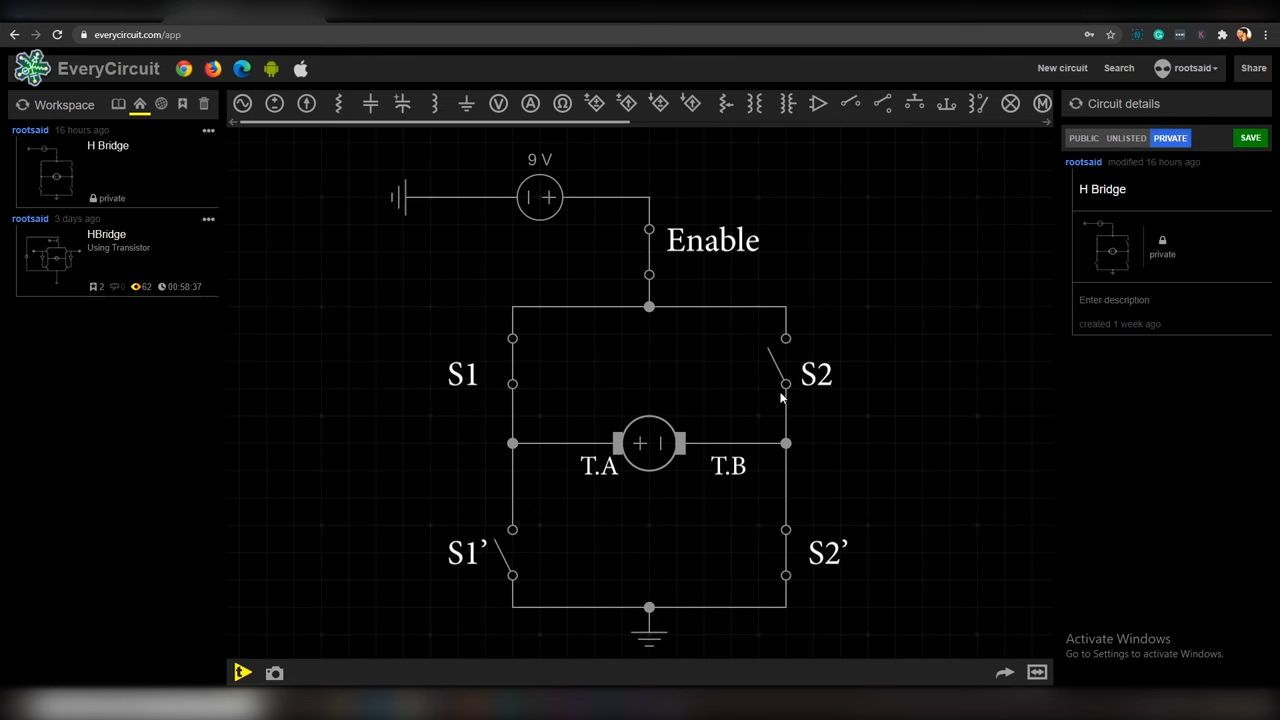 everycircuit.com/app
EveryCircuit
New circuit
Search
rootsaid
Share
Workspace
rootsaid 16 hours ago
H Bridge
private
rootsaid 3 days ago
HBridge
Using Transistor
2 0 62 00:58:37
9 V
Enable
S1
S2
T.A
T.B
S1’
S2’
Circuit details
PUBLIC UNLISTED PRIVATE SAVE
rootsaid modified 16 hours ago
H Bridge
private
Enter description
created 1 week ago
Activate Windows
Go to Settings to activate Windows.